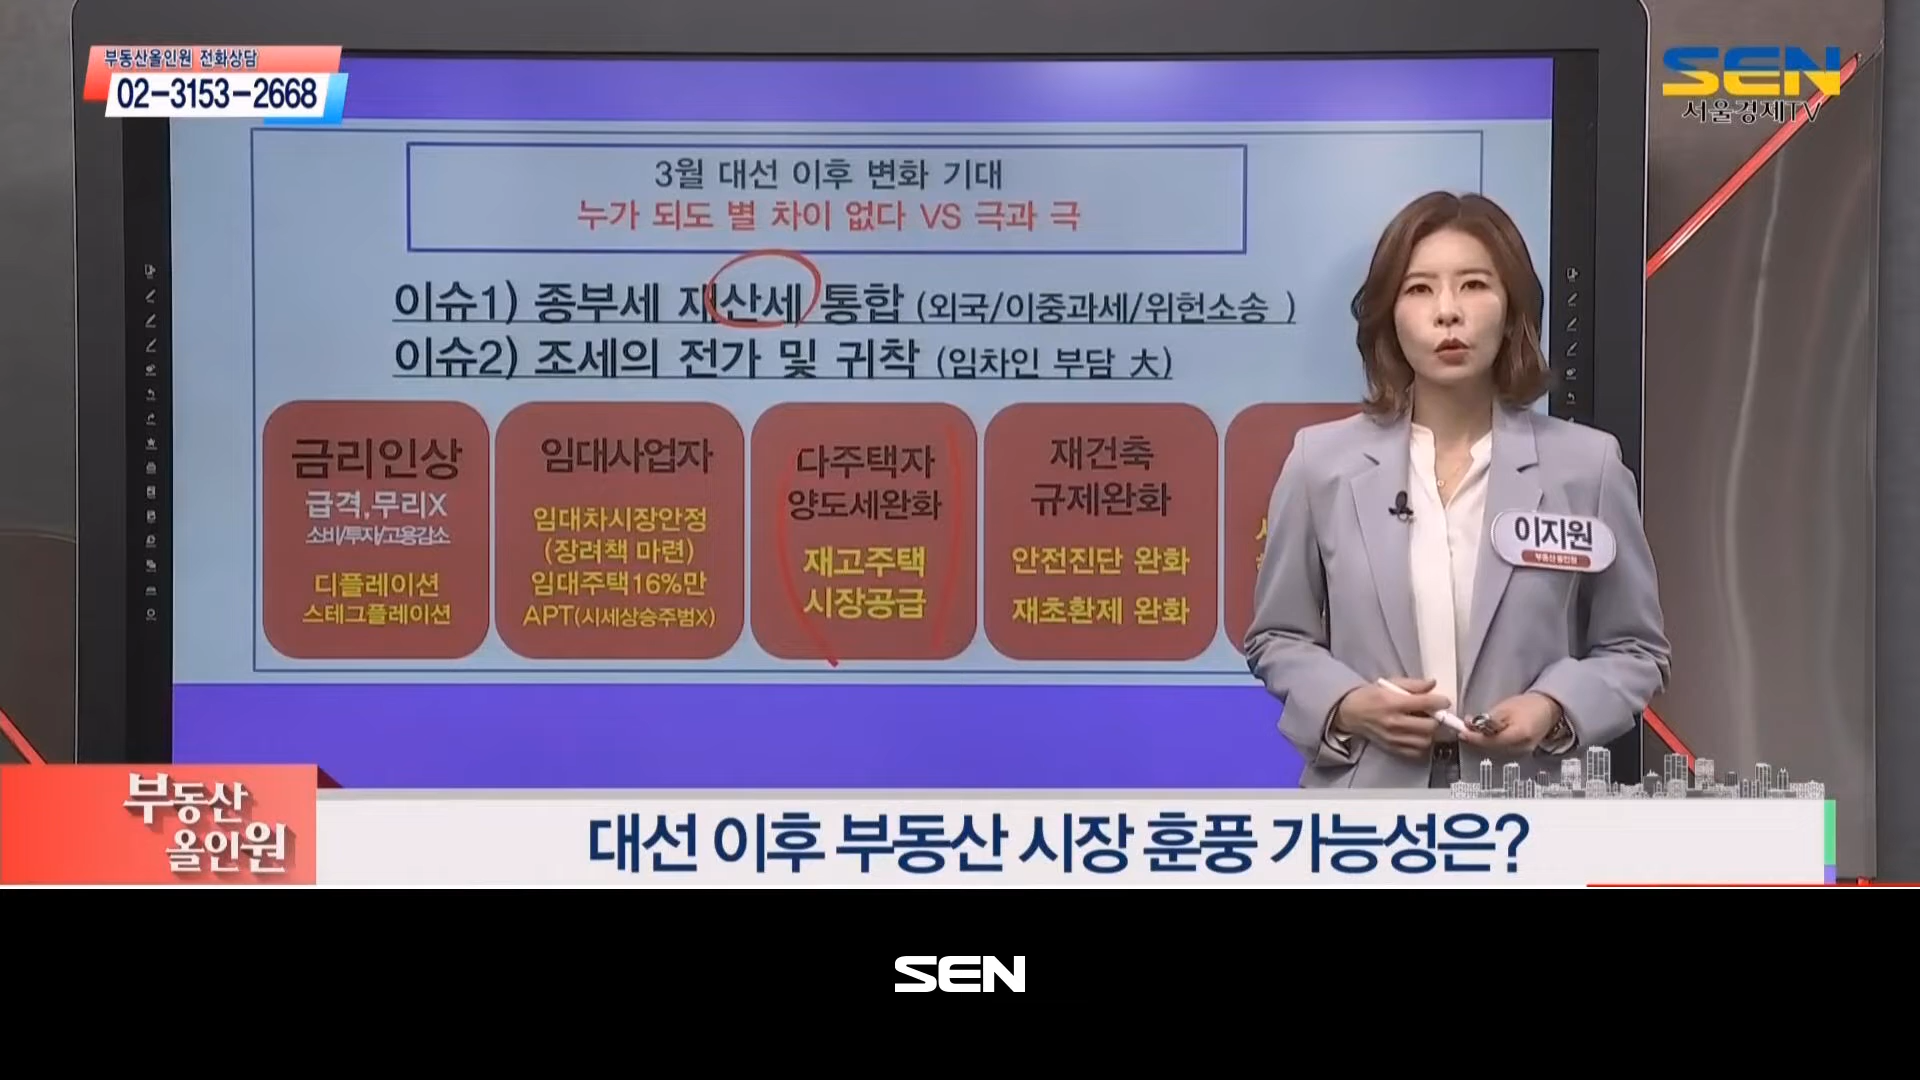 부동산올인원 전화상담
02-3153-2668
SEN
서울경제TV
3월 대선 이후 변화 기대
누가 되도 별 차이 없다 VS 극과 극
이슈1) 종부세 재산세 통합 (외국/이중과세/위헌소송 )
이슈2) 조세의 전가 및 귀착 (임차인 부담 大)
금리인상
급격,무리X
소비/투자/고용감소
디플레이션
스테그플레이션
임대사업자
임대차시장안정
(장려책 마련)
임대주택16%만
APT(시세상승주범X)
다주택자
양도세완화
재고주택
시장공급
재건축
규제완화
안전진단 완화
재초환제 완화
이지원
부동산올인원
부동산
올인원
대선 이후 부동산 시장 훈풍 가능성은?
SEN